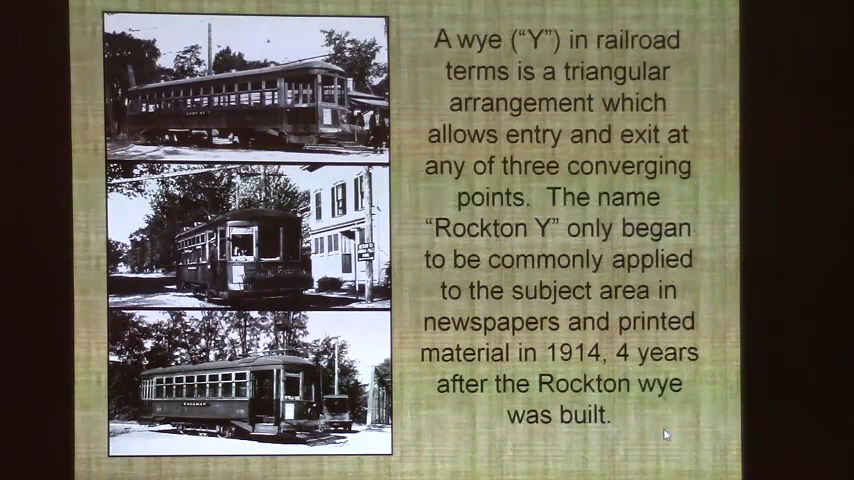 A wye (“Y”) in railroad
terms is a triangular
arrangement which
allows entry and exit at
any of three converging
points. The name
“Rockton Y” only began
to be commonly applied
to the subject area in
newspapers and printed
material in 1914, 4 years
after the Rockton wye
was built.